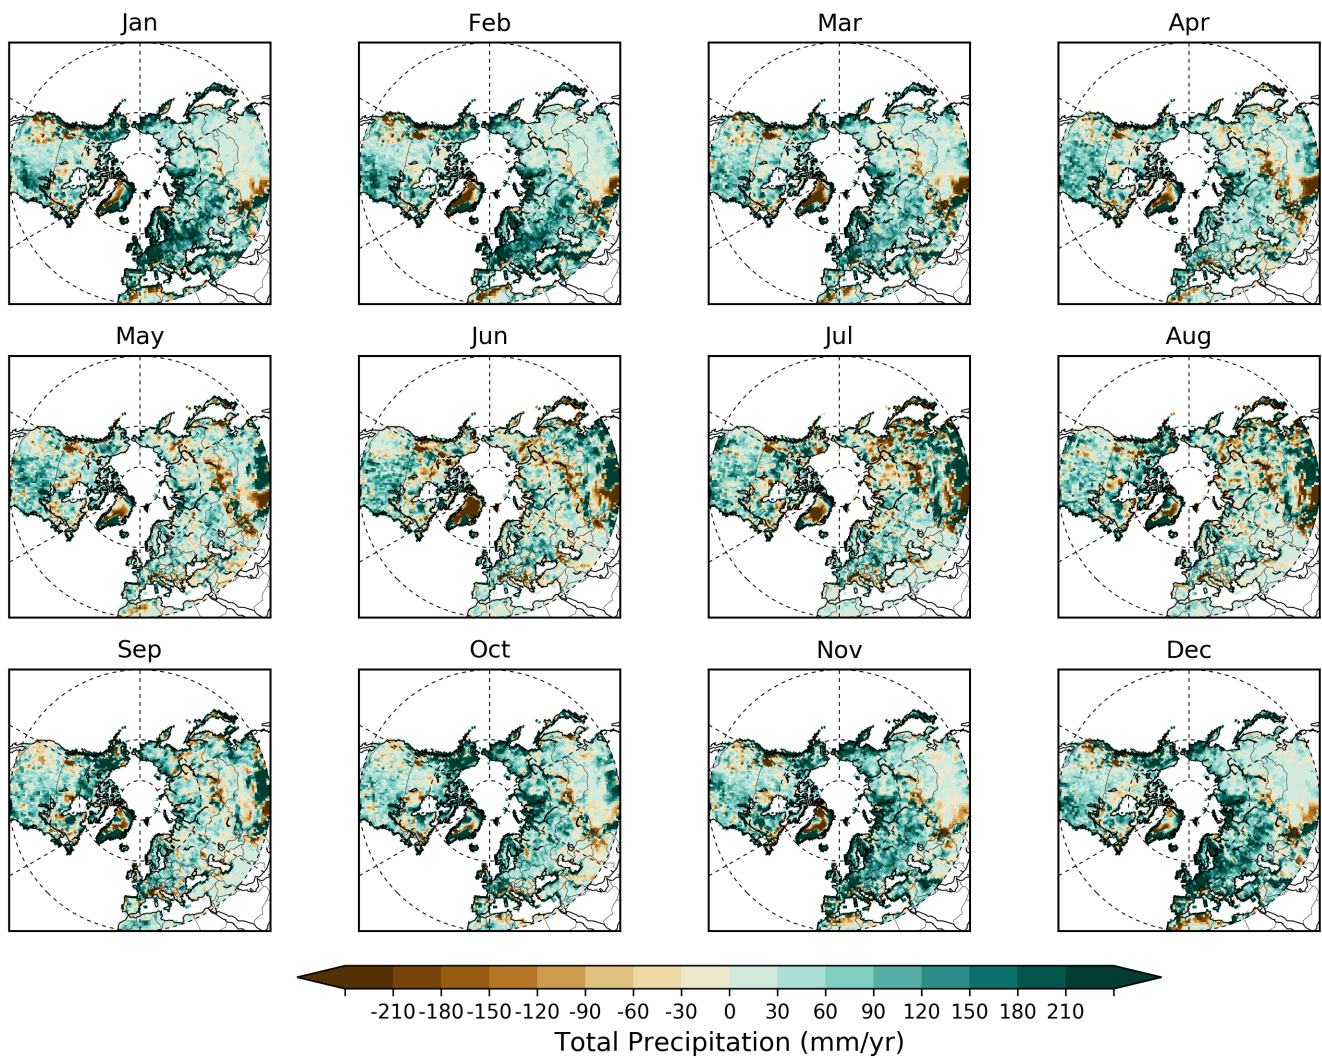 Jan Feb Mar Apr
May Jun Jul Aug
Sep Oct Nov Dec
-210 -180 -150 -120 -90 -60 -30 0 30 60 90 120 150 180 210
Total Precipitation (mm/yr)